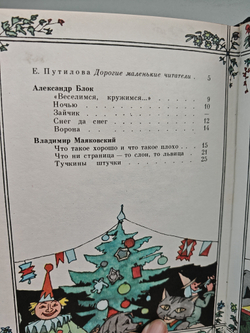 Е. Путилова Дорогие маленькие читатели . 5
Александр Блок
«Веселимся, кружимся...» . . . . 9
Ночью . . . . . . . . 10
Зайчик . . . . . . . . —
Снег да снег . . . . . . . 12
Ворона . . . . . . . . 14
Владимир Маяковский
Что такое хорошо и что такое плохо . . 15
Что ни страница — то слон, то львица . 21
Тучкины штучки . . . . . . 25